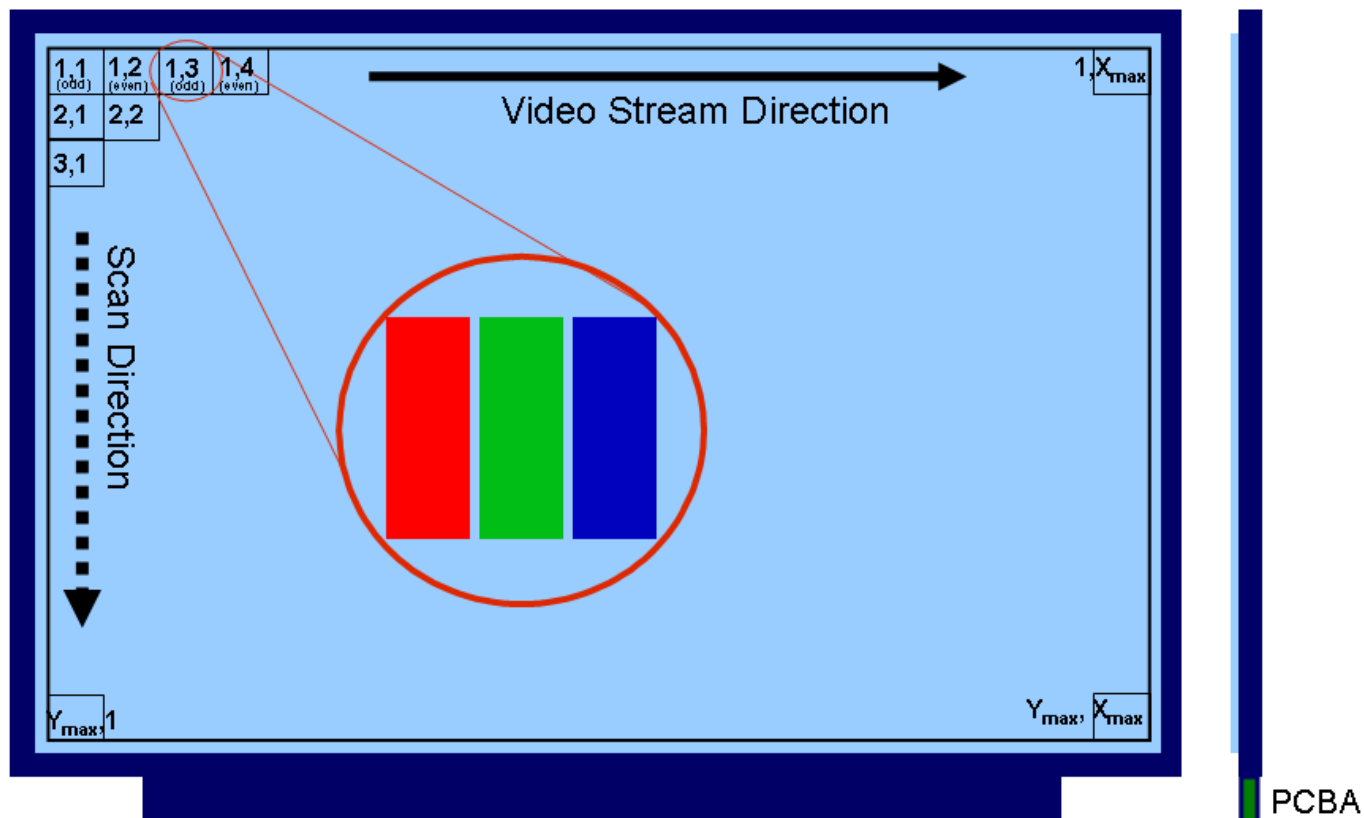 1,1 1,2 1,3 1,4 1,Xmax
(odd) (even) (odd) (even)
Video Stream Direction
2,1 2,2
3,1
Scan Direction
Ymax,1 Ymax, Xmax
PCBA